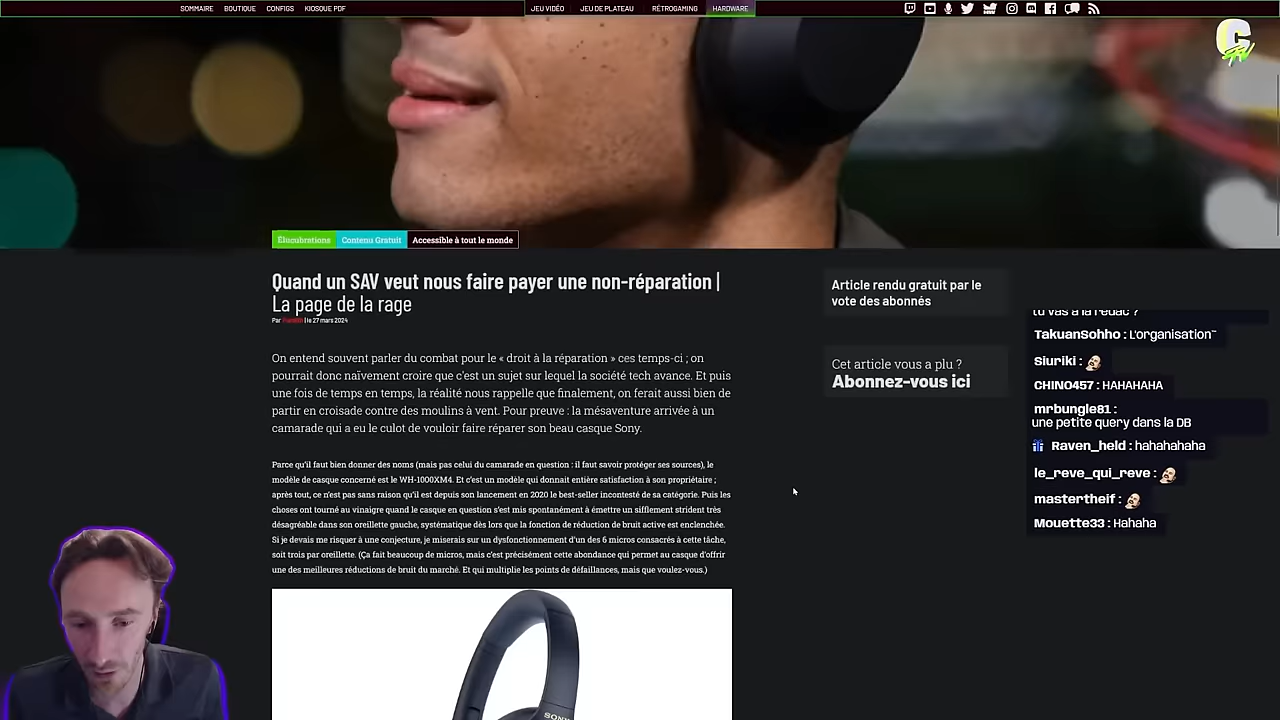 SOMMAIRE BOUTIQUE CONFIGS KIOSQUE PDF JEU VIDÉO JEU DE PLATEAU RÉTROGAMING HARDWARE
Élucubrations Contenu Gratuit Accessible à tout le monde
Quand un SAV veut nous faire payer une non-réparation |
La page de la rage
Par | le 27 mars 2024
On entend souvent parler du combat pour le « droit à la réparation » ces temps-ci ; on
pourrait donc naïvement croire que c'est un sujet sur lequel la société tech avance. Et puis
une fois de temps en temps, la réalité nous rappelle que finalement, on ferait aussi bien de
partir en croisade contre des moulins à vent. Pour preuve : la mésaventure arrivée à un
camarade qui a eu le culot de vouloir faire réparer son beau casque Sony.
Parce qu'il faut bien donner des noms (mais pas celui du camarade en question : il faut savoir protéger ses sources), le
modèle de casque concerné est le WH-1000XM4. Et c'est un modèle qui donnait entière satisfaction à son propriétaire ;
après tout, ce n'est pas sans raison qu'il est depuis son lancement en 2020 le best-seller incontesté de sa catégorie. Puis les
choses ont tourné au vinaigre quand le casque en question s'est mis spontanément à émettre un sifflement strident très
désagréable dans son oreillette gauche, systématique dès lors que la fonction de réduction de bruit active est enclenchée.
Si je devais me risquer à une conjecture, je miserais sur un dysfonctionnement d'un des 6 micros consacrés à cette tâche,
soit trois par oreillette. (Ça fait beaucoup de micros, mais c'est précisément cette abondance qui permet au casque d'offrir
une des meilleures réductions de bruit du marché. Et qui multiplie les points de défaillances, mais que voulez-vous.)
SONY
Article rendu gratuit par le
vote des abonnés
Cet article vous a plu ?
Abonnez-vous ici
tu vas à la rédac ?
TakuanSohho : L'organisation~
Siuriki :
CHINO457 : HAHAHAHA
mrbungle81 :
une petite query dans la DB
Raven_held : hahahahaha
le_reve_qui_reve :
mastertheif :
Mouette33 : Hahaha